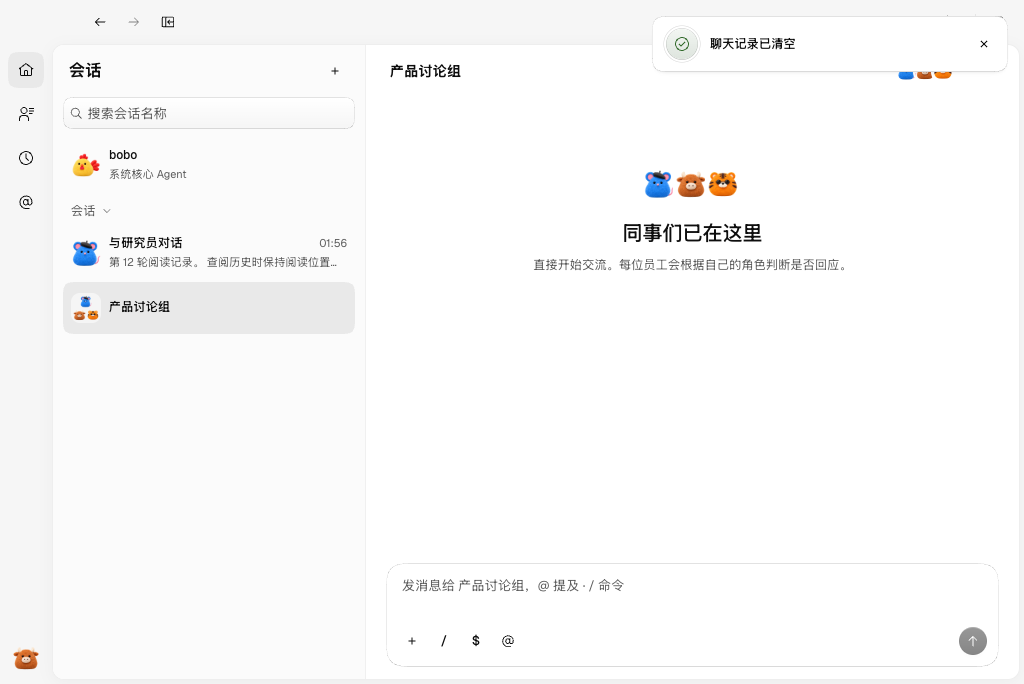 聊天记录已清空
会话
+
搜索会话名称
bobo
系统核心 Agent
会话
与研究员对话
01:56
第 12 轮阅读记录。 查阅历史时保持阅读位置...
产品讨论组
产品讨论组
同事们已在这里
直接开始交流。每位员工会根据自己的角色判断是否回应。
发消息给 产品讨论组，@ 提及 · / 命令
+ / $ @